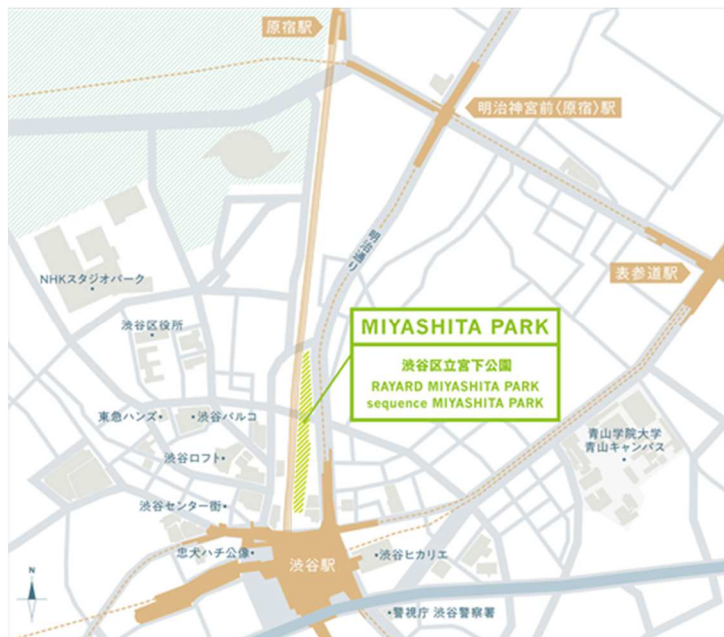 原宿駅
明治神宮前〈原宿〉駅
明治通り
表参道駅
NHKスタジオパーク
渋谷区役所
MIYASHITA PARK
渋谷区立宮下公園
RAYARD MIYASHITA PARK
sequence MIYASHITA PARK
東急ハンズ
渋谷パルコ
青山学院大学
青山キャンパス
渋谷ロフト
渋谷センター街
忠犬ハチ公像
渋谷駅
渋谷ヒカリエ
N
警視庁 渋谷警察署